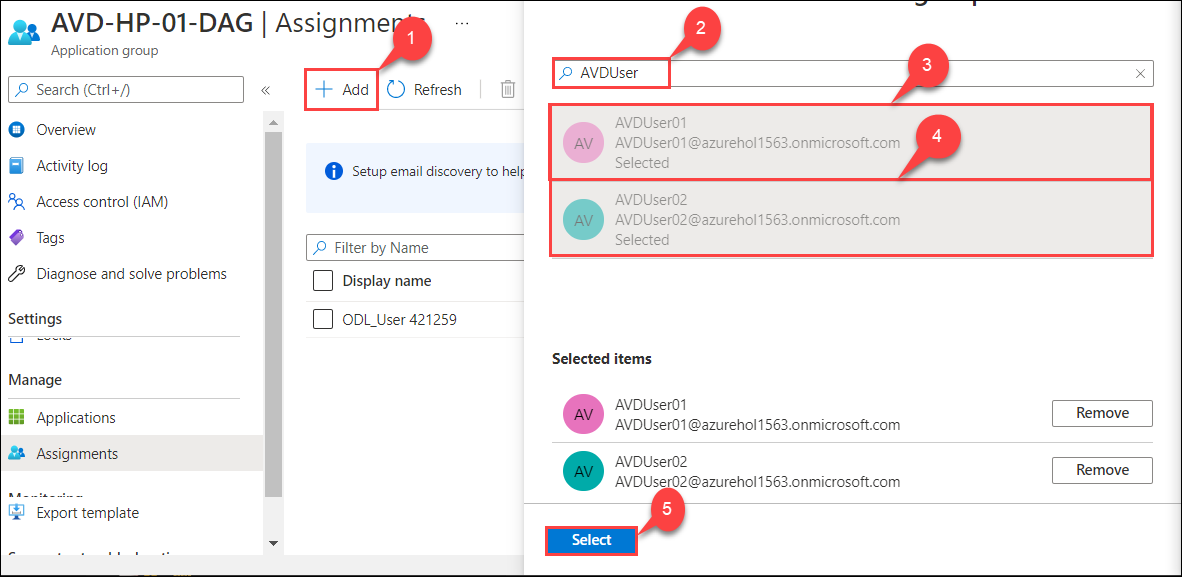 AVD-HP-01-DAG | Assignments ...
Application group
Search (Ctrl+/)
«
Overview
Activity log
Access control (IAM)
Tags
Diagnose and solve problems
Settings
Locks
Manage
Applications
Assignments
Monitoring
Export template
1
Add
Refresh
Setup email discovery to help
Filter by Name
Display name
ODL_User 421259
2
AVDUser
3
AV
AVDUser01
AVDUser01@azurehol1563.onmicrosoft.com
Selected
4
AV
AVDUser02
AVDUser02@azurehol1563.onmicrosoft.com
Selected
Selected items
AV
AVDUser01
AVDUser01@azurehol1563.onmicrosoft.com
Remove
AV
AVDUser02
AVDUser02@azurehol1563.onmicrosoft.com
Remove
5
Select